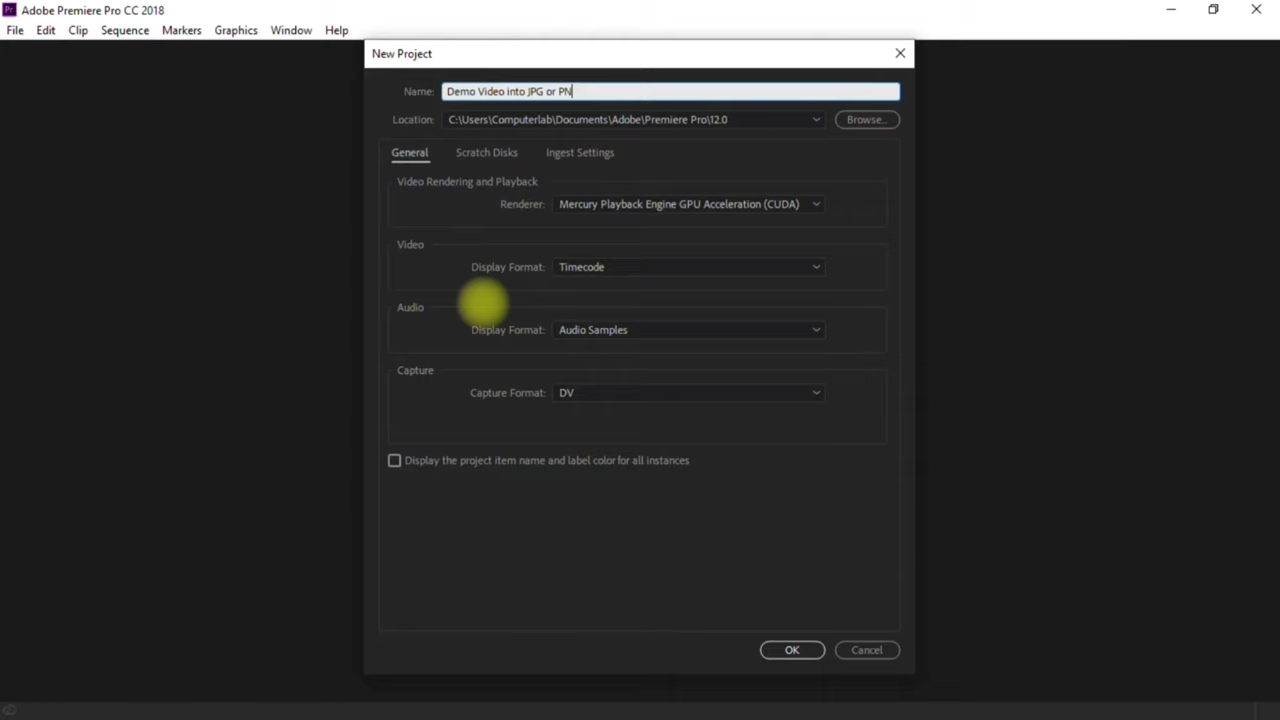 Pr Adobe Premiere Pro CC 2018
File Edit Clip Sequence Markers Graphics Window Help
New Project
Name: Demo Video into JPG or PN
Location: C:\Users\Computerlab\Documents\Adobe\Premiere Pro\12.0 Browse...
General Scratch Disks Ingest Settings
Video Rendering and Playback
Renderer: Mercury Playback Engine GPU Acceleration (CUDA)
Video
Display Format: Timecode
Audio
Display Format: Audio Samples
Capture
Capture Format: DV
Display the project item name and label color for all instances
OK Cancel